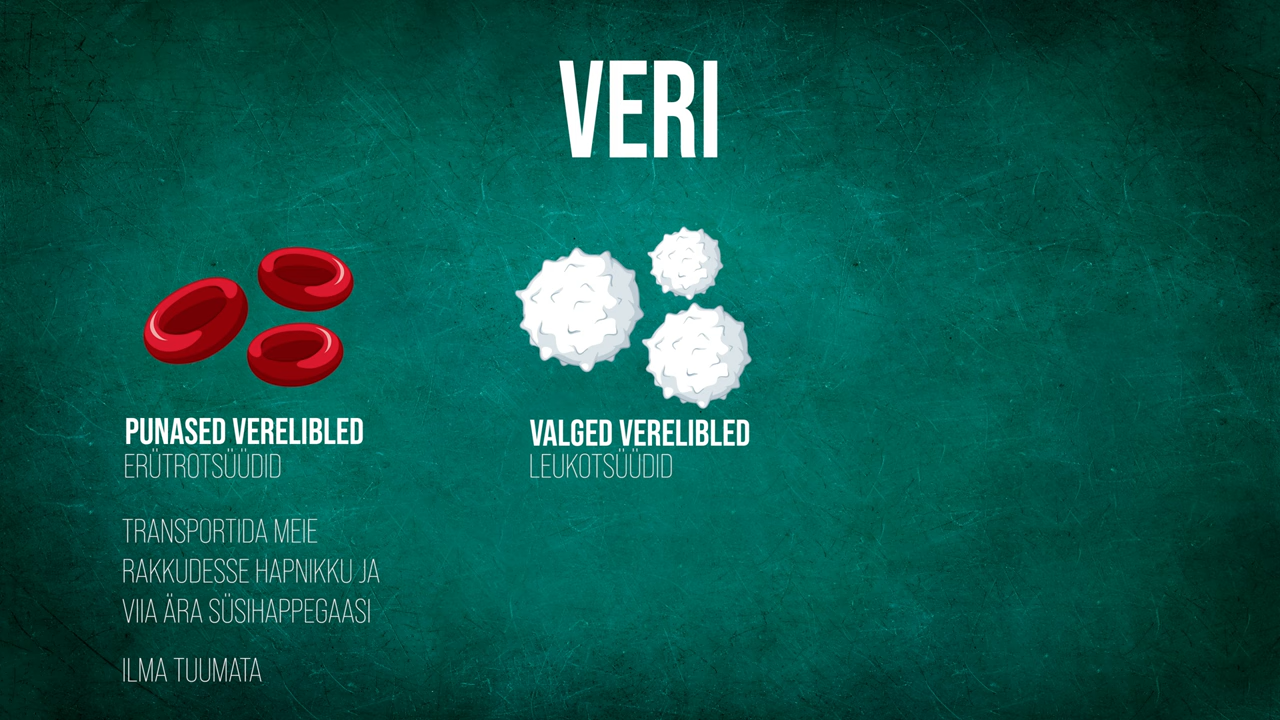 VERI
PUNASED VERELIBLED
ERÜTROTSÜÜDID
TRANSPORTIDA MEIE
RAKKUDESSE HAPNIKKU JA
VIIA ÄRA SÜSIHAPPEGAASI
ILMA TUUMATA
VALGED VERELIBLED
LEUKOTSÜÜDID